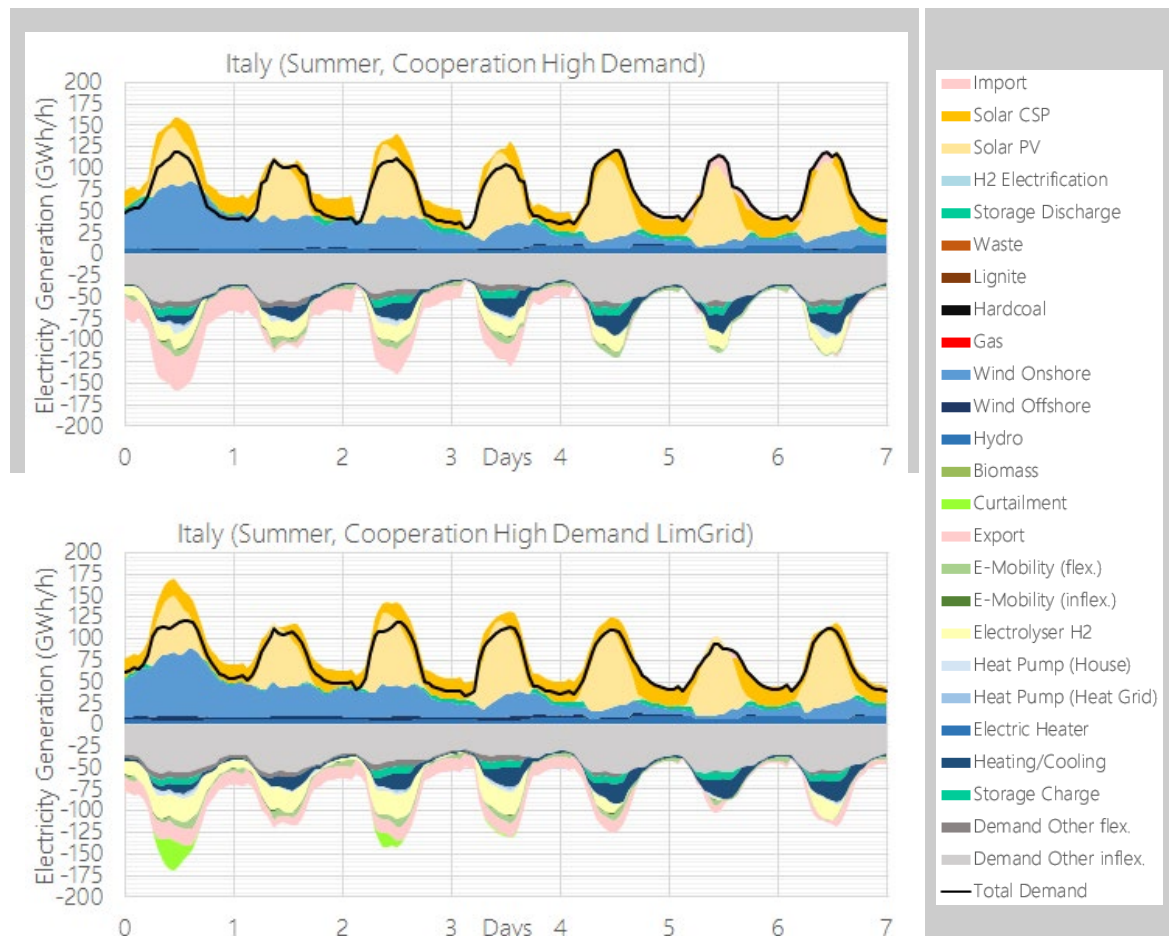 Italy (Summer, Cooperation High Demand)
Electricity Generation (GWh/h)
200
175
150
125
100
75
50
25
0
-25
-50
-75
-100
-125
-150
-175
-200
0 1 2 3 Days 4 5 6 7
Italy (Summer, Cooperation High Demand LimGrid)
Electricity Generation (GWh/h)
200
175
150
125
100
75
50
25
0
-25
-50
-75
-100
-125
-150
-175
-200
0 1 2 3 Days 4 5 6 7
Import
Solar CSP
Solar PV
H2 Electrification
Storage Discharge
Waste
Lignite
Hardcoal
Gas
Wind Onshore
Wind Offshore
Hydro
Biomass
Curtailment
Export
E-Mobility (flex.)
E-Mobility (inflex.)
Electrolyser H2
Heat Pump (House)
Heat Pump (Heat Grid)
Electric Heater
Heating/Cooling
Storage Charge
Demand Other flex.
Demand Other inflex.
Total Demand